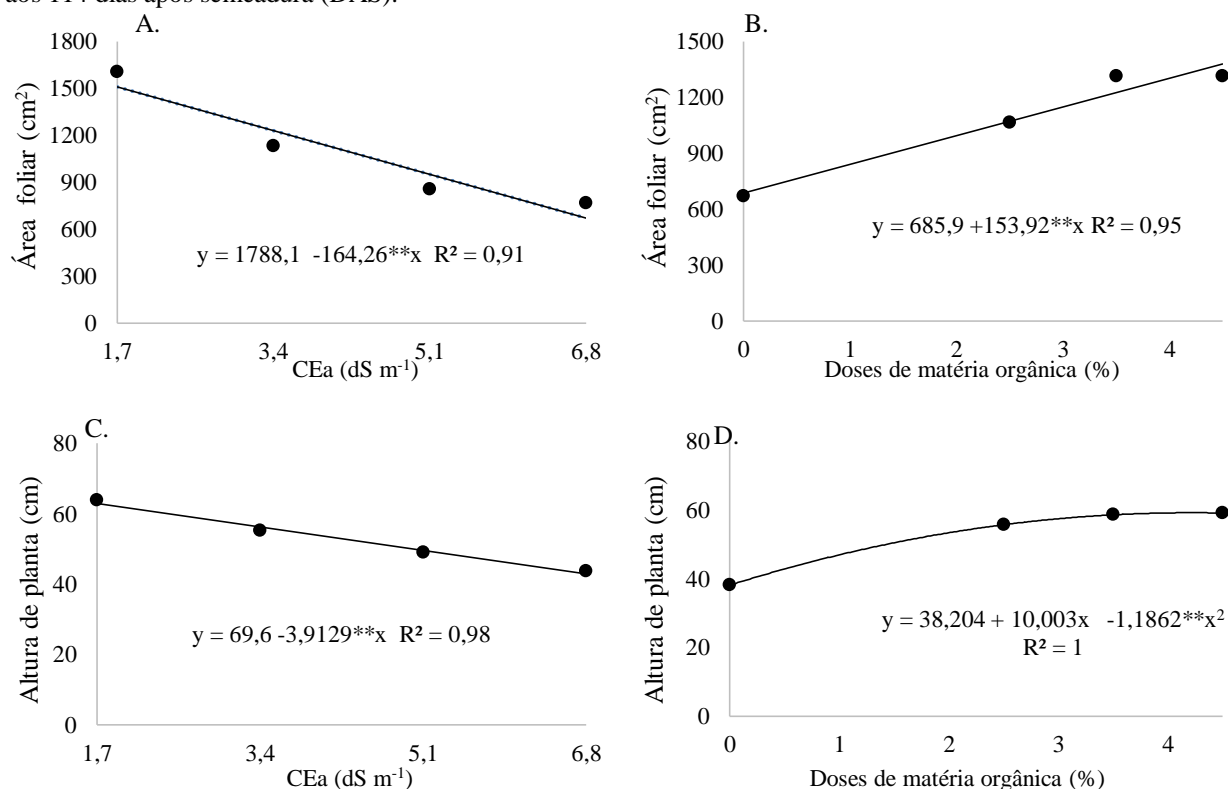 aos 114 dias após semeadura (DAS).
A.
Área foliar (cm²)
1800
1500
1200
900
600
300
0
y = 1788,1 -164,26**x R² = 0,91
1,7 3,4 5,1 6,8
CEa (dS m⁻¹)
B.
Área foliar (cm²)
1500
1200
900
600
300
0
y = 685,9 +153,92**x R² = 0,95
0 1 2 3 4
Doses de matéria orgânica (%)
C.
Altura de planta (cm)
80
60
40
20
0
y = 69,6 -3,9129**x R² = 0,98
1,7 3,4 5,1 6,8
CEa (dS m⁻¹)
D.
Altura de planta (cm)
80
60
40
20
0
y = 38,204 + 10,003x -1,1862**x²
R² = 1
0 1 2 3 4
Doses de matéria orgânica (%)